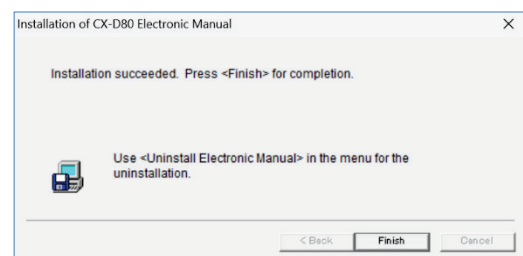 Installation of CX-D80 Electronic Manual
Installation succeeded. Press <Finish> for completion.
Use <Uninstall Electronic Manual> in the menu for the
uninstallation.
< Back Finish Cancel